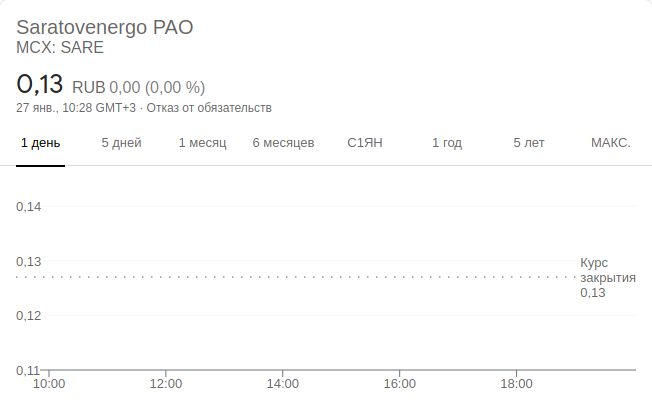 Saratovenergo PAO
MCX: SARE
0,13 RUB 0,00 (0,00 %)
27 янв., 10:28 GMT+3 · Отказ от обязательств
1 день 5 дней 1 месяц 6 месяцев С1ЯН 1 год 5 лет МАКС.
0,14
0,13
Курс
закрытия
0,13
0,12
0,11
10:00 12:00 14:00 16:00 18:00